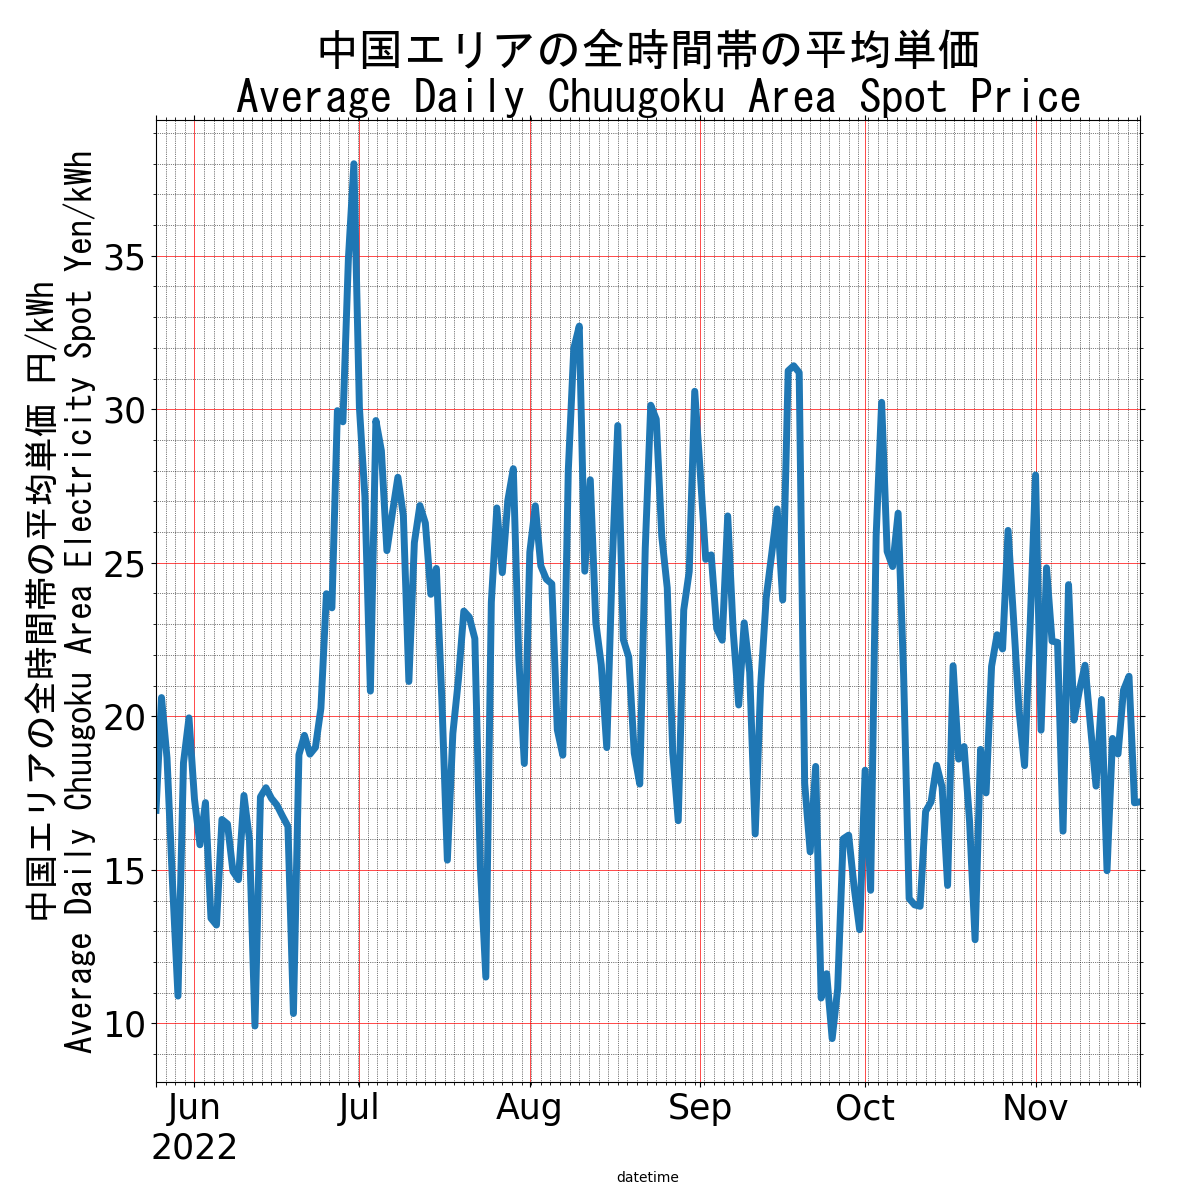 中国エリアの全時間帯の平均単価
Average Daily Chuugoku Area Spot Price
中国エリアの全時間帯の平均単価 円/kWh
Average Daily Chuugoku Area Electricity Spot Yen/kWh
35
30
25
20
15
10
Jun
Jul
Aug
Sep
Oct
Nov
2022
datetime